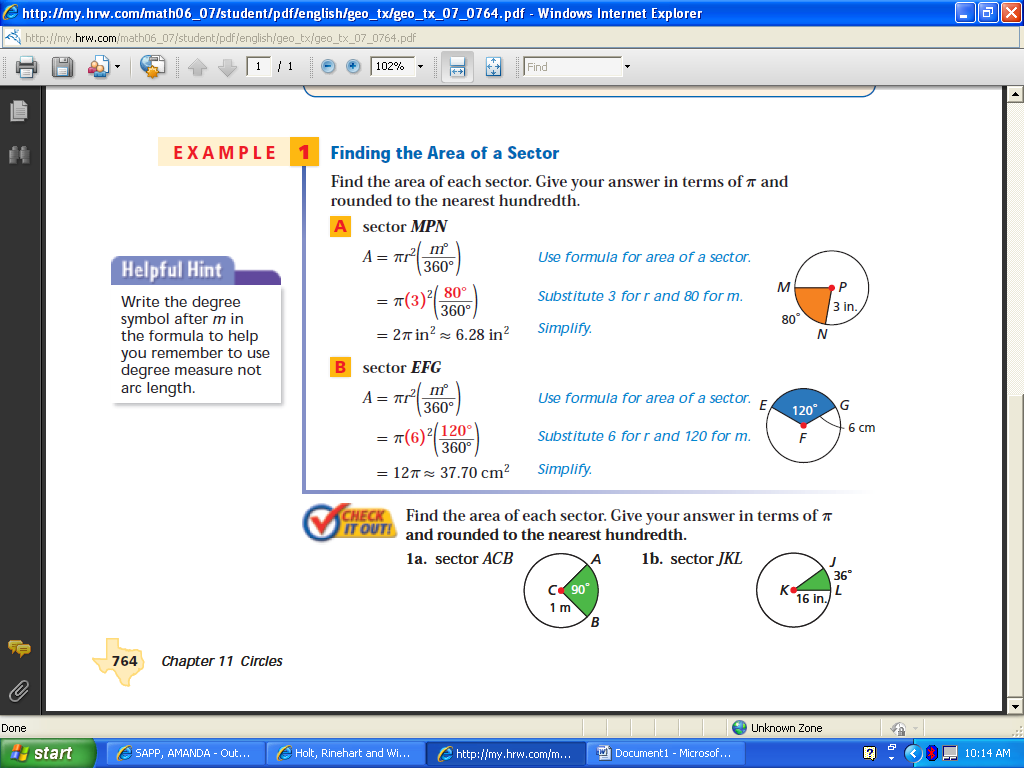 http://my.hrw.com/math06_07/student/pdf/english/geo_tx/geo_tx_07_0764.pdf - Windows Internet Explorer
http://my.hrw.com/math06_07/student/pdf/english/geo_tx/geo_tx_07_0764.pdf
1 / 1 102% Find
EXAMPLE 1 Finding the Area of a Sector
Find the area of each sector. Give your answer in terms of π and
rounded to the nearest hundredth.
A sector MPN
A = πr²(m°/360°) Use formula for area of a sector.
= π(3)²(80°/360°) Substitute 3 for r and 80 for m.
= 2π in² ≈ 6.28 in² Simplify.
M P
3 in.
80°
N
Helpful Hint
Write the degree
symbol after m in
the formula to help
you remember to use
degree measure not
arc length.
B sector EFG
A = πr²(m°/360°) Use formula for area of a sector.
= π(6)²(120°/360°) Substitute 6 for r and 120 for m.
= 12π ≈ 37.70 cm² Simplify.
E 120° G
F 6 cm
CHECK IT OUT!
Find the area of each sector. Give your answer in terms of π
and rounded to the nearest hundredth.
1a. sector ACB
A
C 90°
1 m
B
1b. sector JKL
J
36°
K L
16 in.
764 Chapter 11 Circles
Done Unknown Zone
start SAPP, AMANDA - Out... Holt, Rinehart and Wi... http://my.hrw.com/m... Document1 - Microsof... 10:14 AM